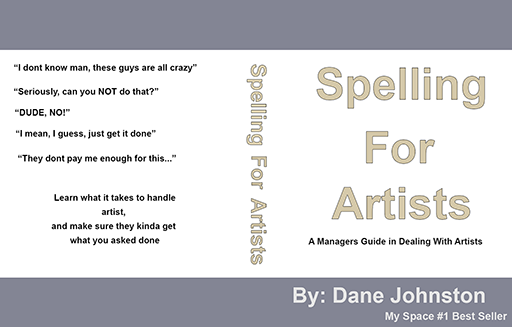 “I dont know man, these guys are all crazy”
“Seriously, can you NOT do that?”
“DUDE, NO!”
“I mean, I guess, just get it done”
“They dont pay me enough for this...”
Learn what it takes to handle
artist,
and make sure they kinda get
what you asked done
Spelling For Artists
Spelling
For
Artists
A Managers Guide in Dealing With Artists
By: Dane Johnston
My Space #1 Best Seller